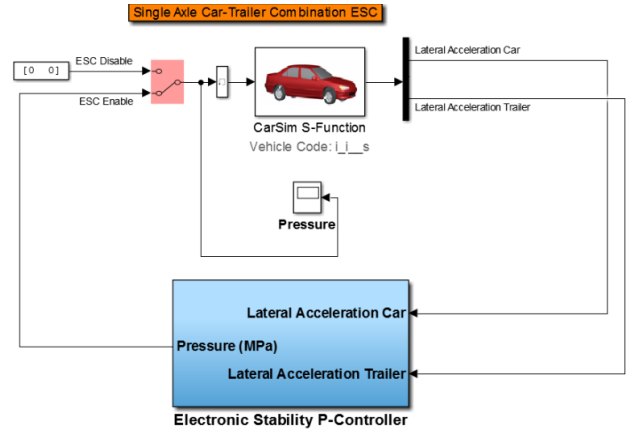 Single Axle Car-Trailer Combination ESC
[0 0]
ESC Disable
ESC Enable
CarSim S-Function
Vehicle Code: i_i__s
Lateral Acceleration Car
Lateral Acceleration Trailer
Pressure
Lateral Acceleration Car
Pressure (MPa)
Lateral Acceleration Trailer
Electronic Stability P-Controller